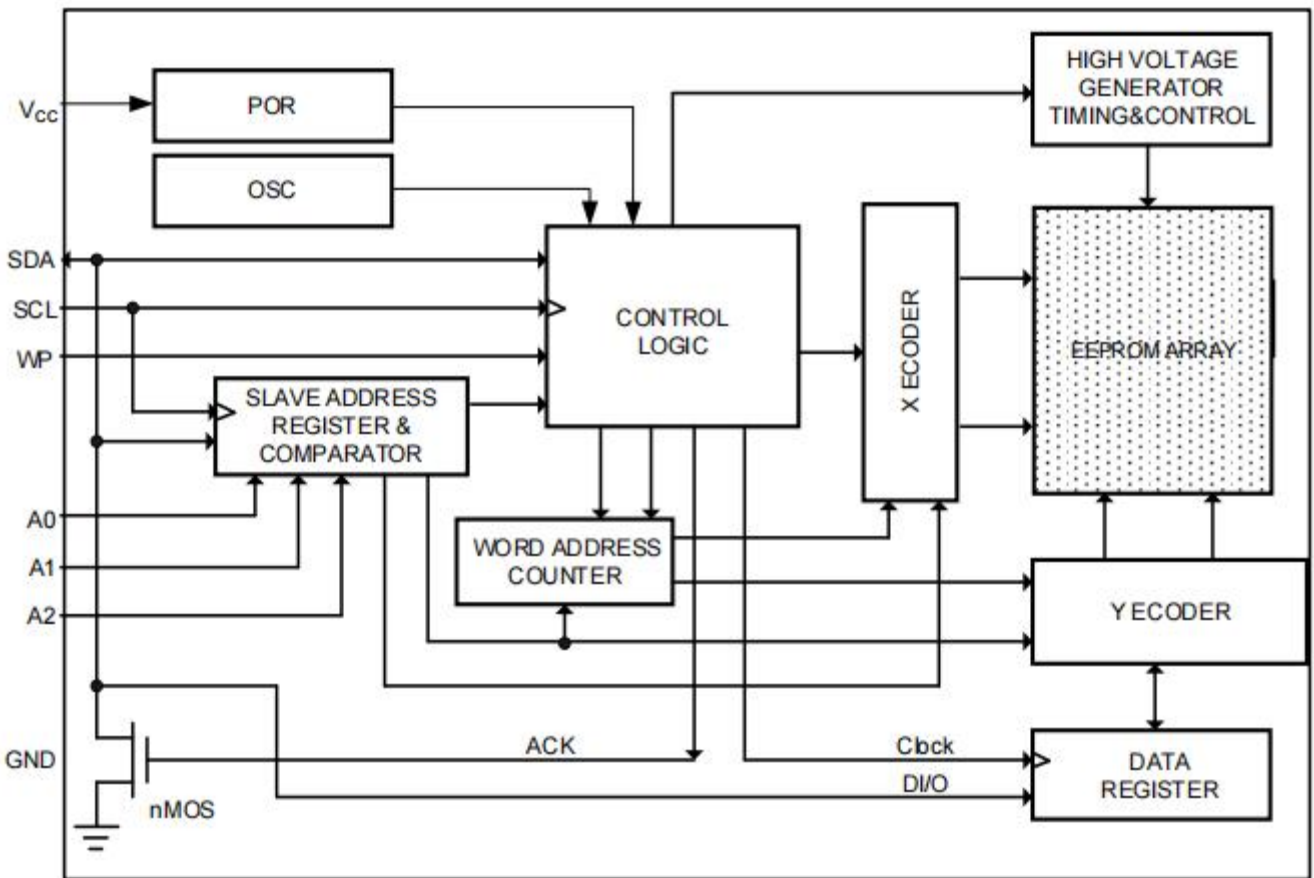 HIGH VOLTAGE
GENERATOR
TIMING&CONTROL
VCC
POR
OSC
SDA
SCL
WP
CONTROL
LOGIC
X ECODER
EEPROM ARRAY
SLAVE ADDRESS
REGISTER &
COMPARATOR
A0
A1
A2
WORD ADDRESS
COUNTER
Y ECODER
GND
ACK
Clock
DI/O
DATA
REGISTER
nMOS